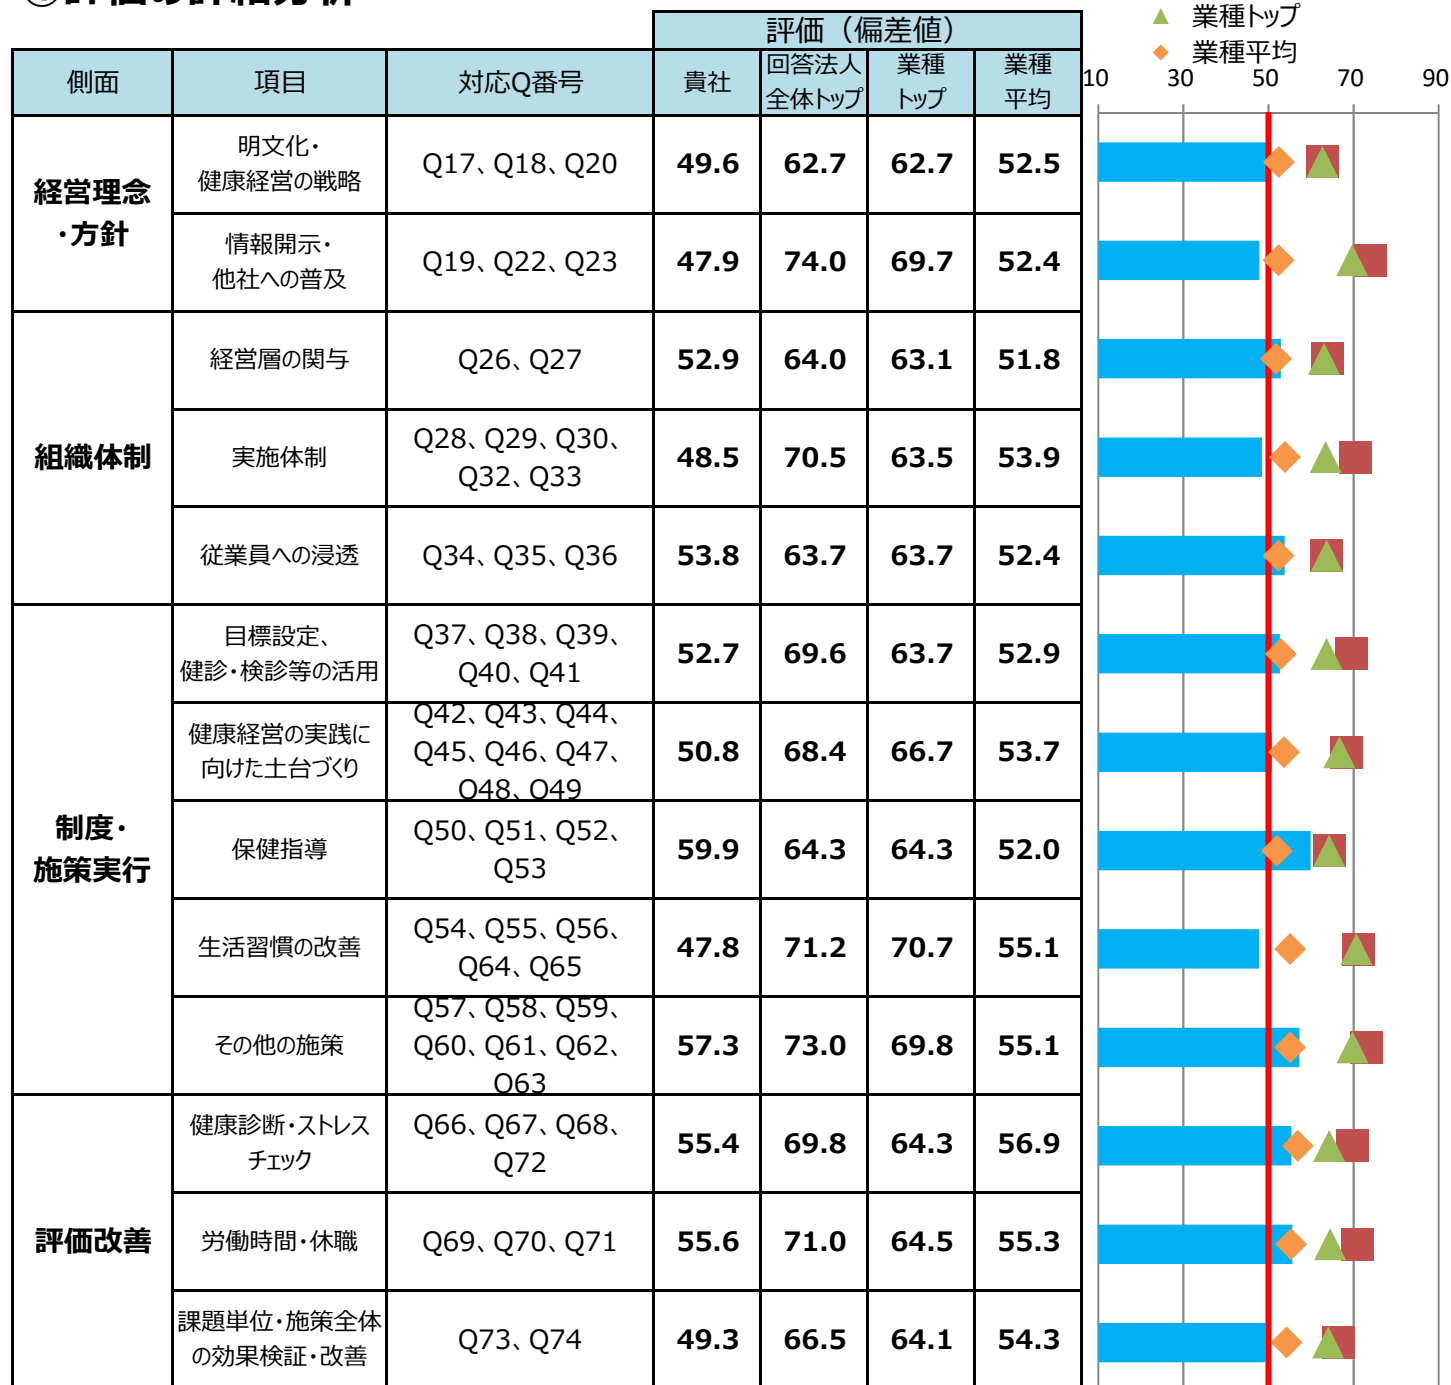 ①評価の詳細分析
評価（偏差値）
側面 項目 対応Q番号 貴社 回答法人全体トップ 業種トップ 業種平均
経営理念・方針
明文化・健康経営の戦略 Q17、Q18、Q20 49.6 62.7 62.7 52.5
情報開示・他社への普及 Q19、Q22、Q23 47.9 74.0 69.7 52.4
組織体制
経営層の関与 Q26、Q27 52.9 64.0 63.1 51.8
実施体制 Q28、Q29、Q30、Q32、Q33 48.5 70.5 63.5 53.9
従業員への浸透 Q34、Q35、Q36 53.8 63.7 63.7 52.4
制度・施策実行
目標設定、健診・検診等の活用 Q37、Q38、Q39、Q40、Q41 52.7 69.6 63.7 52.9
健康経営の実践に向けた土台づくり Q42、Q43、Q44、Q45、Q46、Q47、Q48、Q49 50.8 68.4 66.7 53.7
保健指導 Q50、Q51、Q52、Q53 59.9 64.3 64.3 52.0
生活習慣の改善 Q54、Q55、Q56、Q64、Q65 47.8 71.2 70.7 55.1
その他の施策 Q57、Q58、Q59、Q60、Q61、Q62、Q63 57.3 73.0 69.8 55.1
評価改善
健康診断・ストレスチェック Q66、Q67、Q68、Q72 55.4 69.8 64.3 56.9
労働時間・休職 Q69、Q70、Q71 55.6 71.0 64.5 55.3
課題単位・施策全体の効果検証・改善 Q73、Q74 49.3 66.5 64.1 54.3
業種トップ
業種平均
10 30 50 70 90